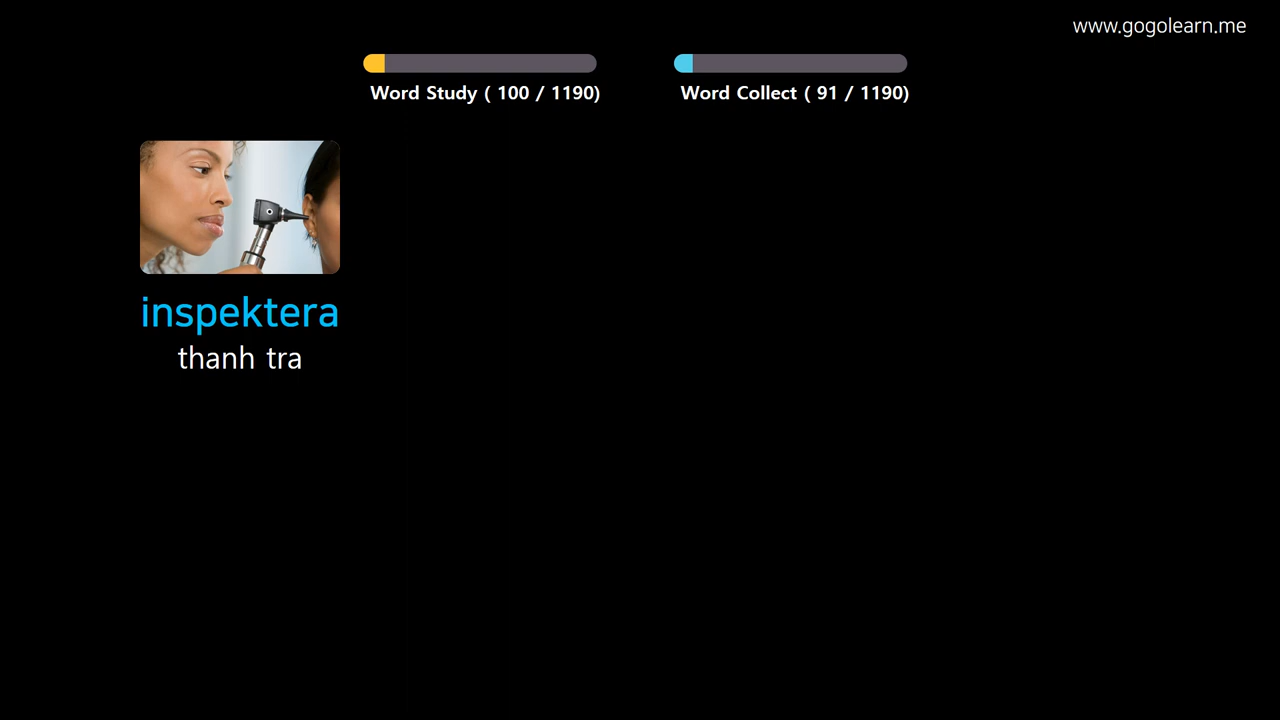 www.gogolearn.me
Word Study ( 100 / 1190)
Word Collect ( 91 / 1190)
inspektera
thanh tra